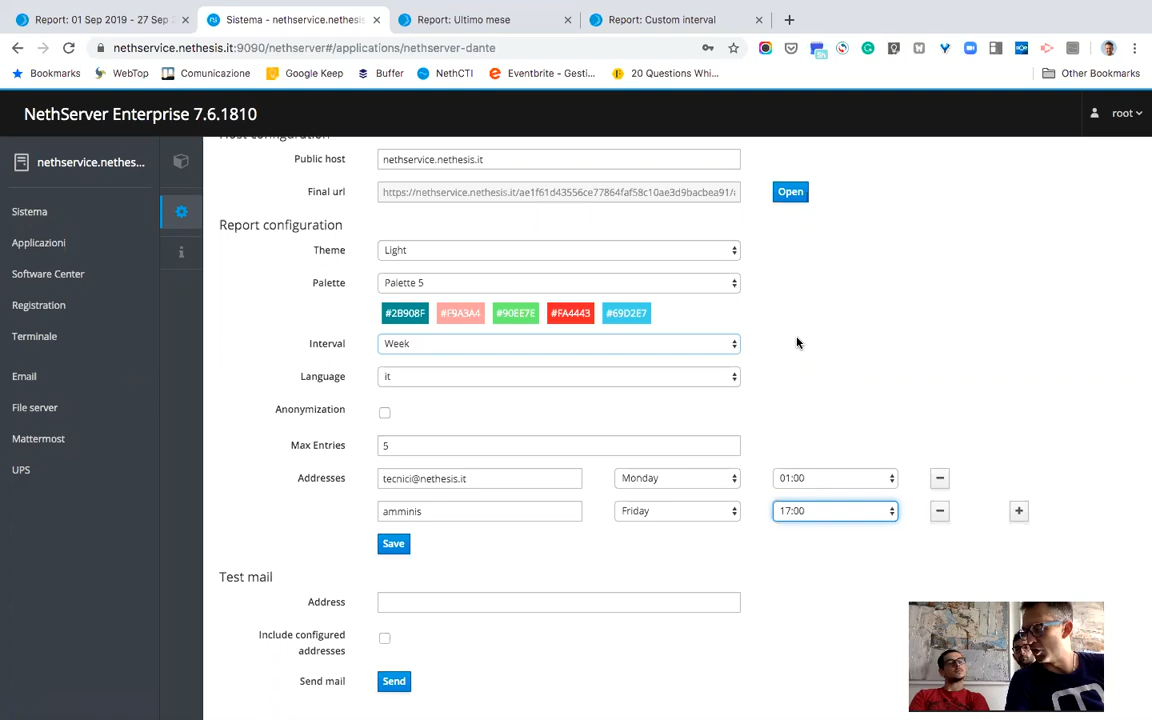 Report: 01 Sep 2019 - 27 Sep
Sistema - nethservice.nethesis
Report: Ultimo mese
Report: Custom interval
nethservice.nethesis.it:9090/nethserver#/applications/nethserver-dante
Bookmarks WebTop Comunicazione Google Keep Buffer NethCTI Eventbrite - Gesti... 20 Questions Whi... Other Bookmarks
NethServer Enterprise 7.6.1810 root
nethservice.nethes...
Sistema
Applicazioni
Software Center
Registration
Terminale
Email
File server
Mattermost
UPS
Host configuration
Public host nethservice.nethesis.it
Final url https://nethservice.nethesis.it/ae1f61d43556ce77864faf58c10ae3d9bacbea91/ Open
Report configuration
Theme Light
Palette Palette 5
#2B908F #F9A3A4 #90EE7E #FA4443 #69D2E7
Interval Week
Language it
Anonymization
Max Entries 5
Addresses tecnici@nethesis.it Monday 01:00
amminis Friday 17:00
Save
Test mail
Address
Include configured
addresses
Send mail Send